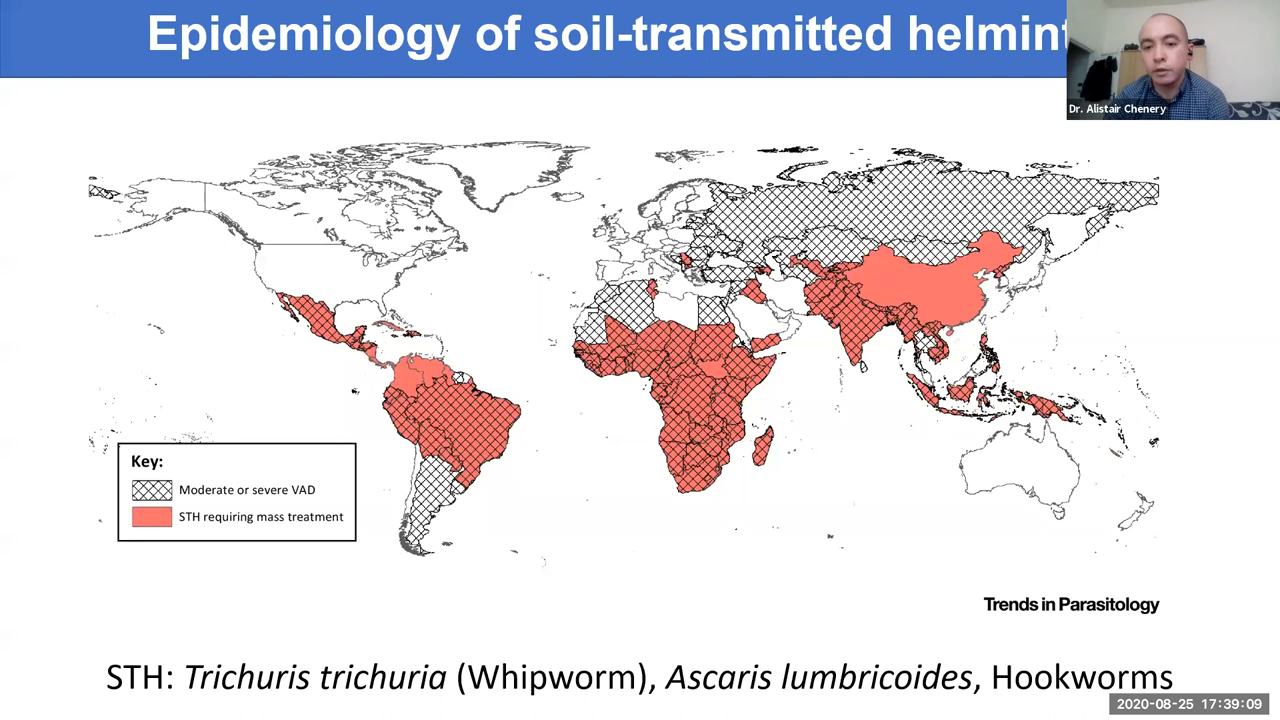 Epidemiology of soil-transmitted helmint
Dr. Alistair Chenery
Key:
Moderate or severe VAD
STH requiring mass treatment
Trends in Parasitology
STH: Trichuris trichuria (Whipworm), Ascaris lumbricoides, Hookworms
2020-08-25 17:39:09